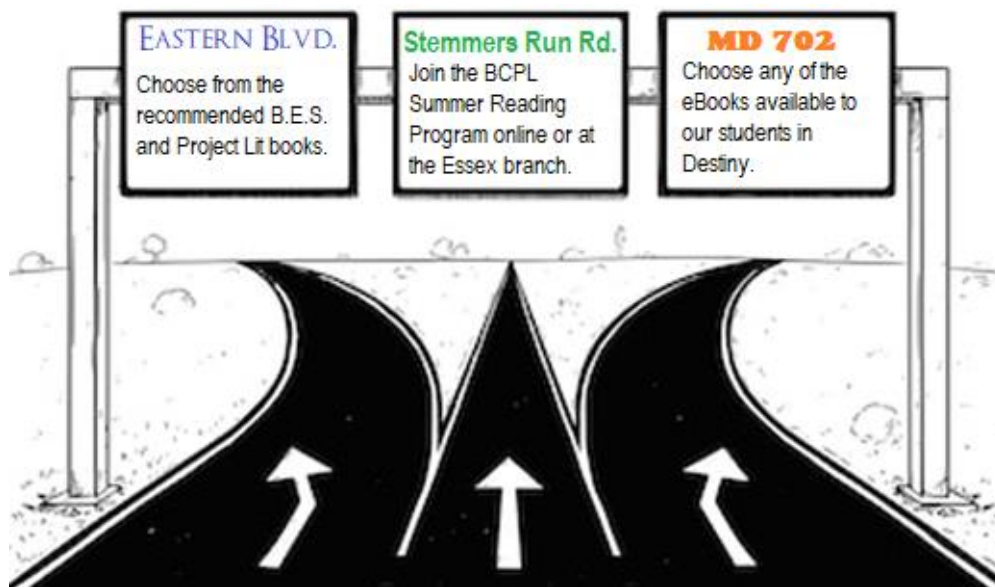 EASTERN BLVD.
Choose from the
recommended B.E.S.
and Project Lit books.
Stemmers Run Rd.
Join the BCPL
Summer Reading
Program online or at
the Essex branch.
MD 702
Choose any of the
eBooks available to
our students in
Destiny.